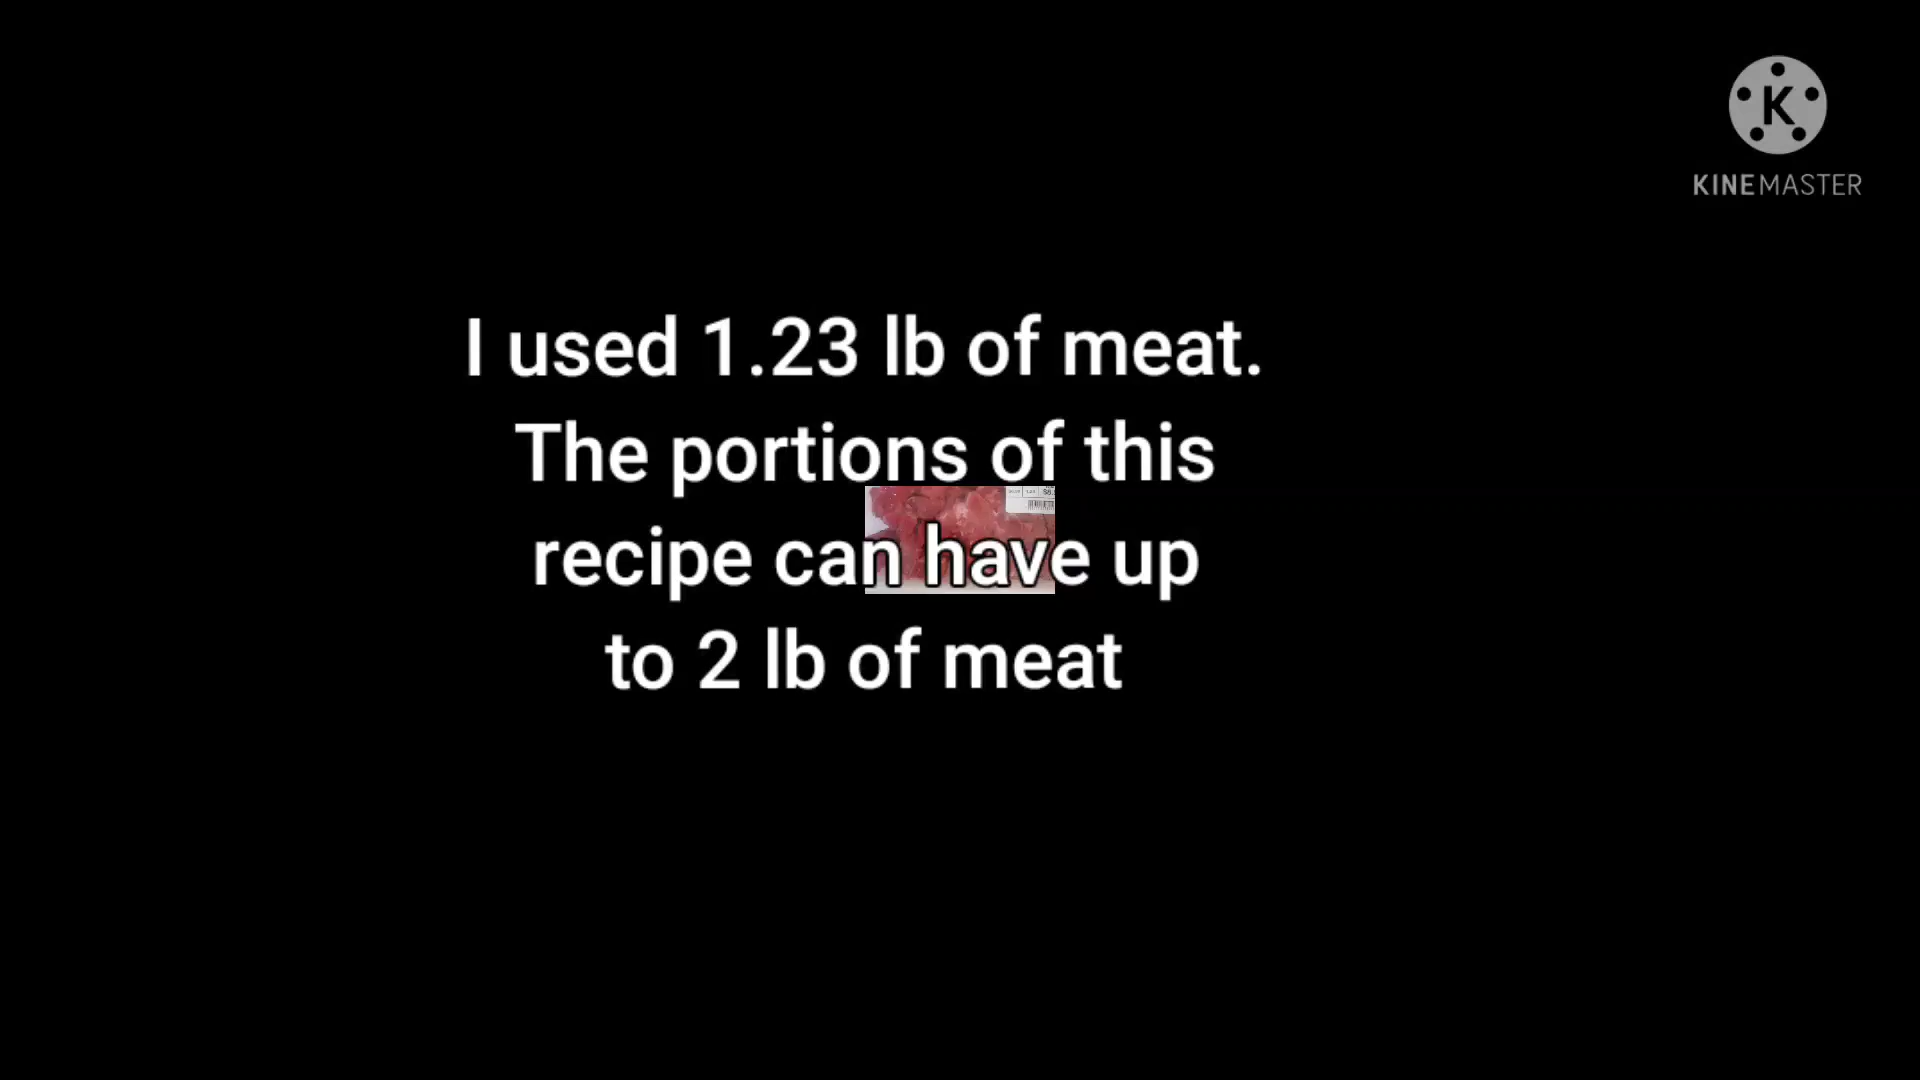 KINEMASTER
I used 1.23 lb of meat.
The portions of this
recipe can have up
to 2 lb of meat